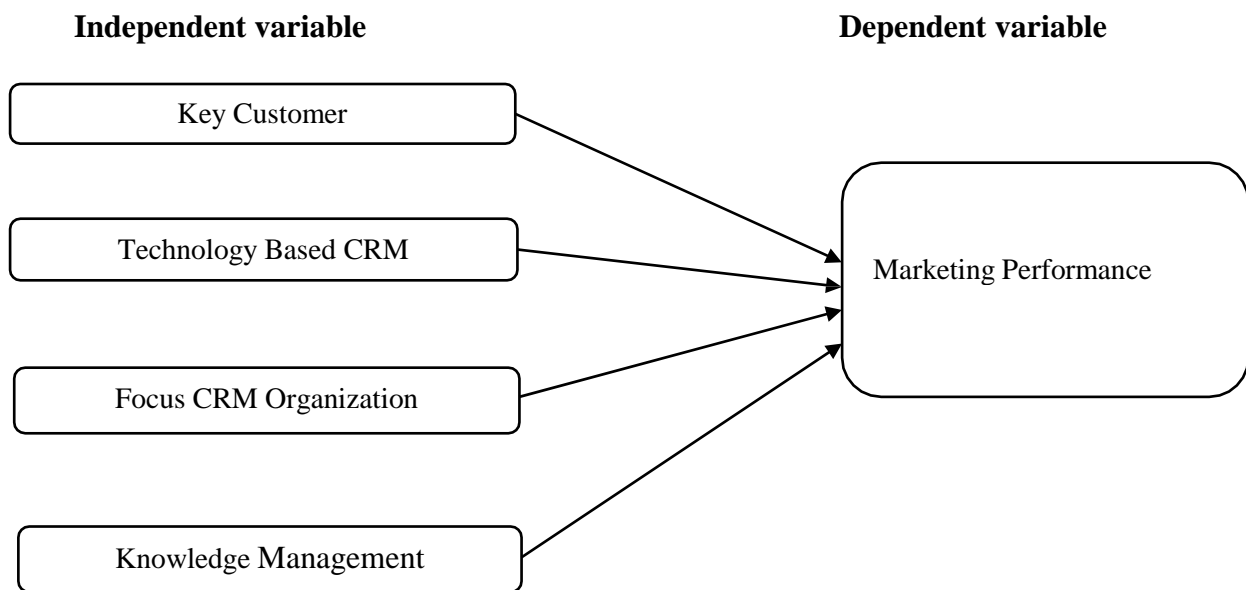 Independent variable
Dependent variable
Key Customer
Technology Based CRM
Marketing Performance
Focus CRM Organization
Knowledge Management